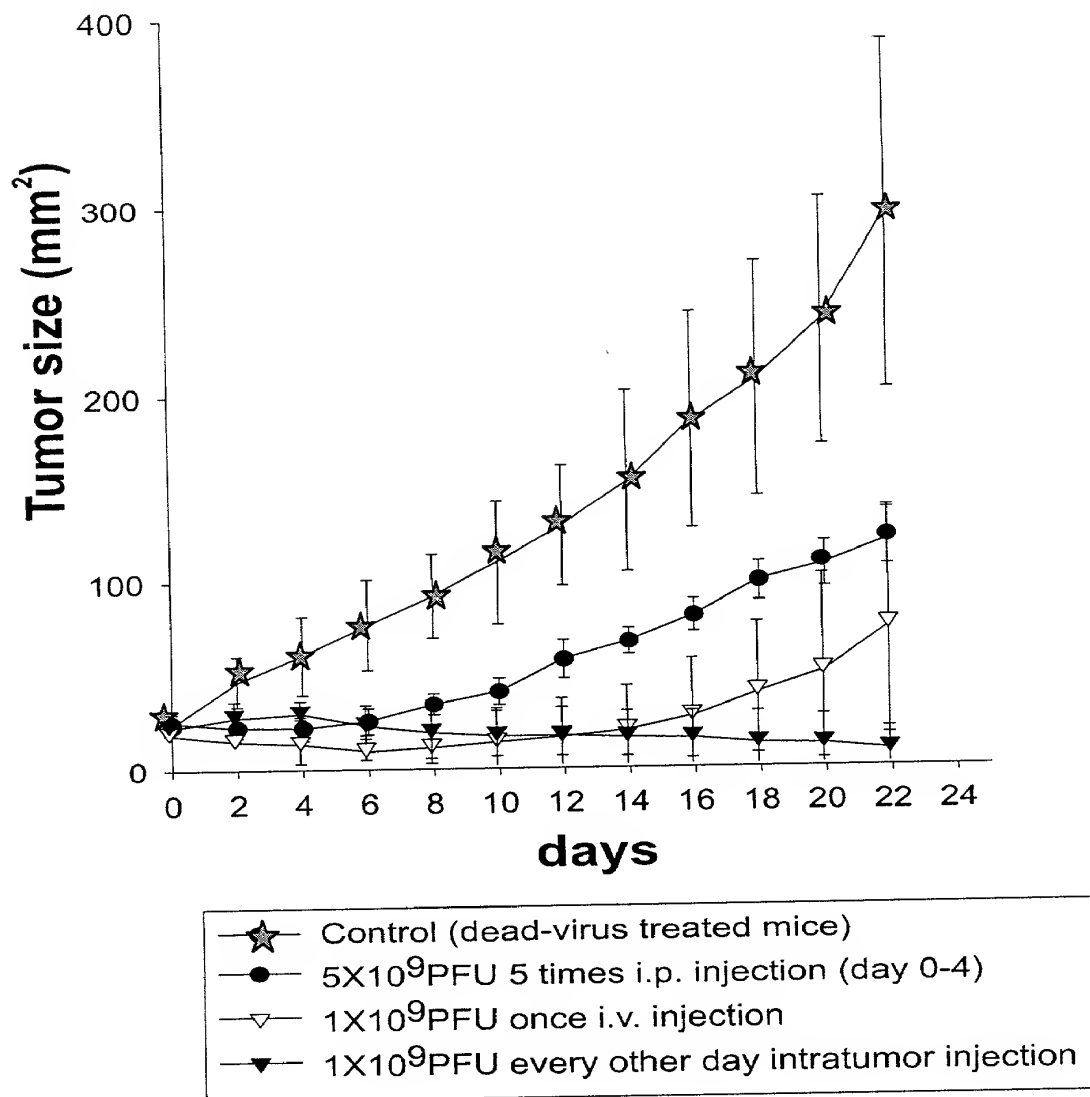 400
300
200
100
0
Tumor size (mm²)
0 2 4 6 8 10 12 14 16 18 20 22 24
days
Control (dead-virus treated mice)
5X10⁹PFU 5 times i.p. injection (day 0-4)
1X10⁹PFU once i.v. injection
1X10⁹PFU every other day intratumor injection